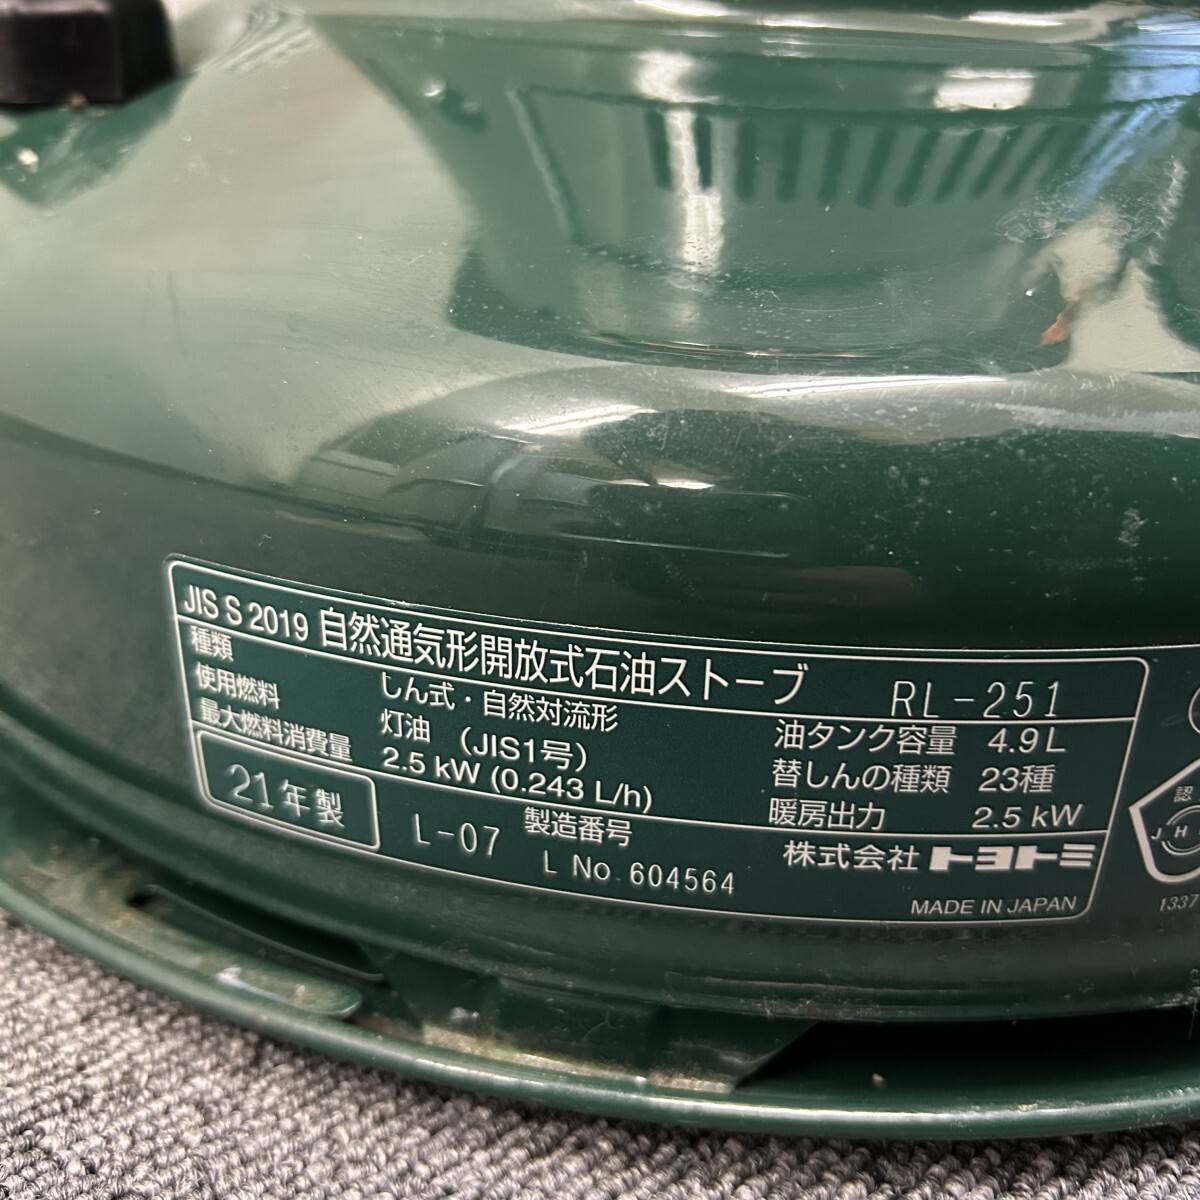 JIS S 2019 自然通気形開放式石油ストーブ RL-251
種類 しん式・自然対流形
使用燃料 灯油 (JIS1号)
最大燃料消費量 2.5 kW (0.243 L/h)
油タンク容量 4.9L
替しんの種類 23種
暖房出力 2.5 kW
21年製 L-07 製造番号
L No 604564
株式会社 トヨトミ
MADE IN JAPAN
認
J H
1337